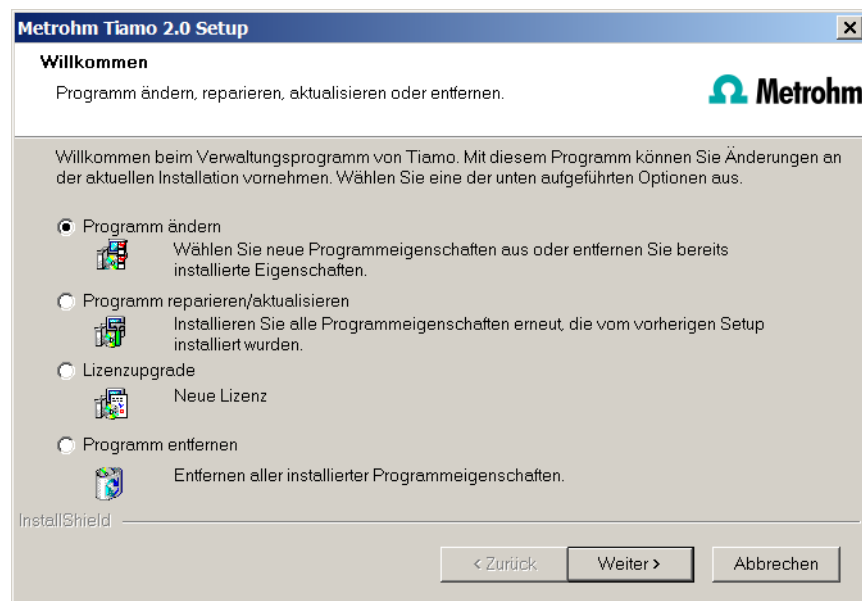 Metrohm Tiamo 2.0 Setup
Willkommen
Programm ändern, reparieren, aktualisieren oder entfernen.
Metrohm
Willkommen beim Verwaltungsprogramm von Tiamo. Mit diesem Programm können Sie Änderungen an
der aktuellen Installation vornehmen. Wählen Sie eine der unten aufgeführten Optionen aus.
Programm ändern
Wählen Sie neue Programmeigenschaften aus oder entfernen Sie bereits
installierte Eigenschaften.
Programm reparieren/aktualisieren
Installieren Sie alle Programmeigenschaften erneut, die vom vorherigen Setup
installiert wurden.
Lizenzupgrade
Neue Lizenz
Programm entfernen
Entfernen aller installierter Programmeigenschaften.
InstallShield
< Zurück Weiter > Abbrechen